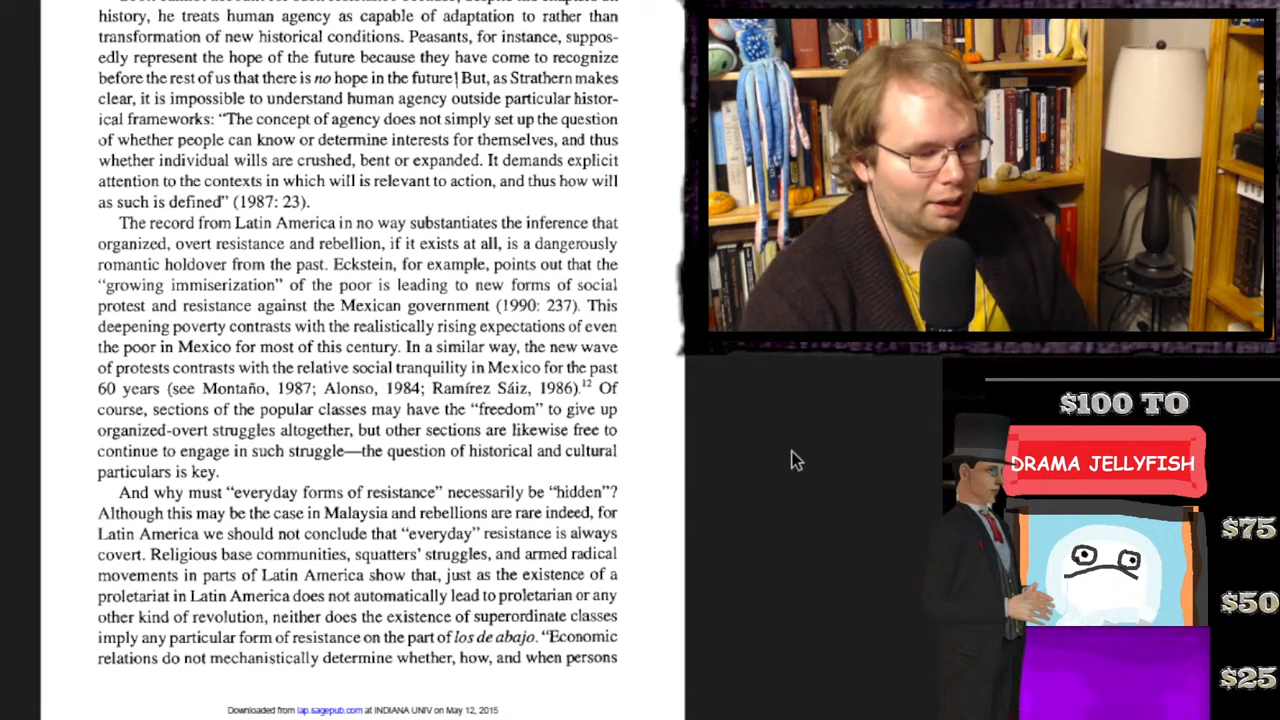 history, he treats human agency as capable of adaptation to rather than
transformation of new historical conditions. Peasants, for instance, suppos-
edly represent the hope of the future because they have come to recognize
before the rest of us that there is no hope in the future! But, as Strathern makes
clear, it is impossible to understand human agency outside particular histor-
ical frameworks: “The concept of agency does not simply set up the question
of whether people can know or determine interests for themselves, and thus
whether individual wills are crushed, bent or expanded. It demands explicit
attention to the contexts in which will is relevant to action, and thus how will
as such is defined” (1987: 23).
The record from Latin America in no way substantiates the inference that
organized, overt resistance and rebellion, if it exists at all, is a dangerously
romantic holdover from the past. Eckstein, for example, points out that the
“growing immiserization” of the poor is leading to new forms of social
protest and resistance against the Mexican government (1990: 237). This
deepening poverty contrasts with the realistically rising expectations of even
the poor in Mexico for most of this century. In a similar way, the new wave
of protests contrasts with the relative social tranquility in Mexico for the past
60 years (see Montaño, 1987; Alonso, 1984; Ramírez Sáiz, 1986).12 Of
course, sections of the popular classes may have the “freedom” to give up
organized-overt struggles altogether, but other sections are likewise free to
continue to engage in such struggle—the question of historical and cultural
particulars is key.
And why must “everyday forms of resistance” necessarily be “hidden”?
Although this may be the case in Malaysia and rebellions are rare indeed, for
Latin America we should not conclude that “everyday” resistance is always
covert. Religious base communities, squatters’ struggles, and armed radical
movements in parts of Latin America show that, just as the existence of a
proletariat in Latin America does not automatically lead to proletarian or any
other kind of revolution, neither does the existence of superordinate classes
imply any particular form of resistance on the part of los de abajo. “Economic
relations do not mechanistically determine whether, how, and when persons
Downloaded from lap.sagepub.com at INDIANA UNIV on May 12, 2015
$100 TO
DRAMA JELLYFISH
$75
$50
$25